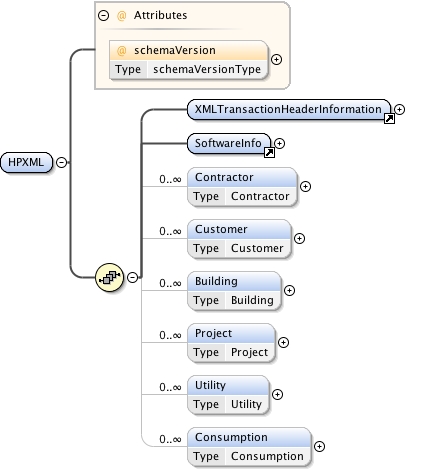 @ Attributes
@ schemaVersion
Type schemaVersionType
HPXML
XMLTransactionHeaderInformation
SoftwareInfo
0..∞ Contractor
Type Contractor
0..∞ Customer
Type Customer
0..∞ Building
Type Building
0..∞ Project
Type Project
0..∞ Utility
Type Utility
0..∞ Consumption
Type Consumption